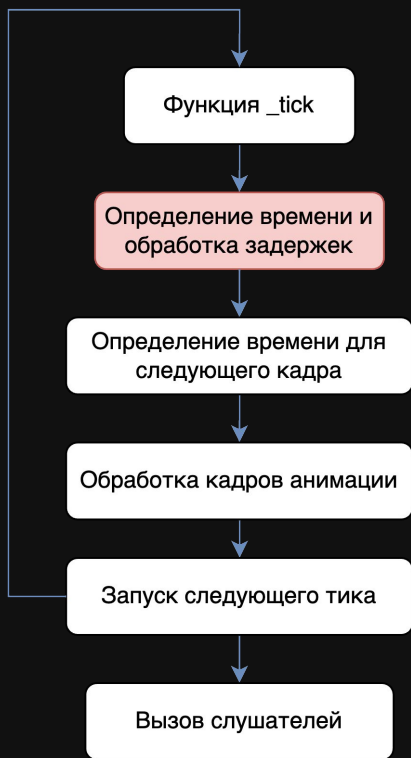 Функция _tick
Определение времени и
обработка задержек
Определение времени для
следующего кадра
Обработка кадров анимации
Запуск следующего тика
Вызов слушателей